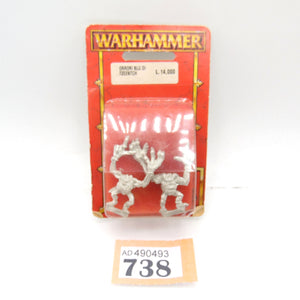 WARHAMMER
ORRORI BLU DI
TZEENTCH L. 14,000
AD 490493
738